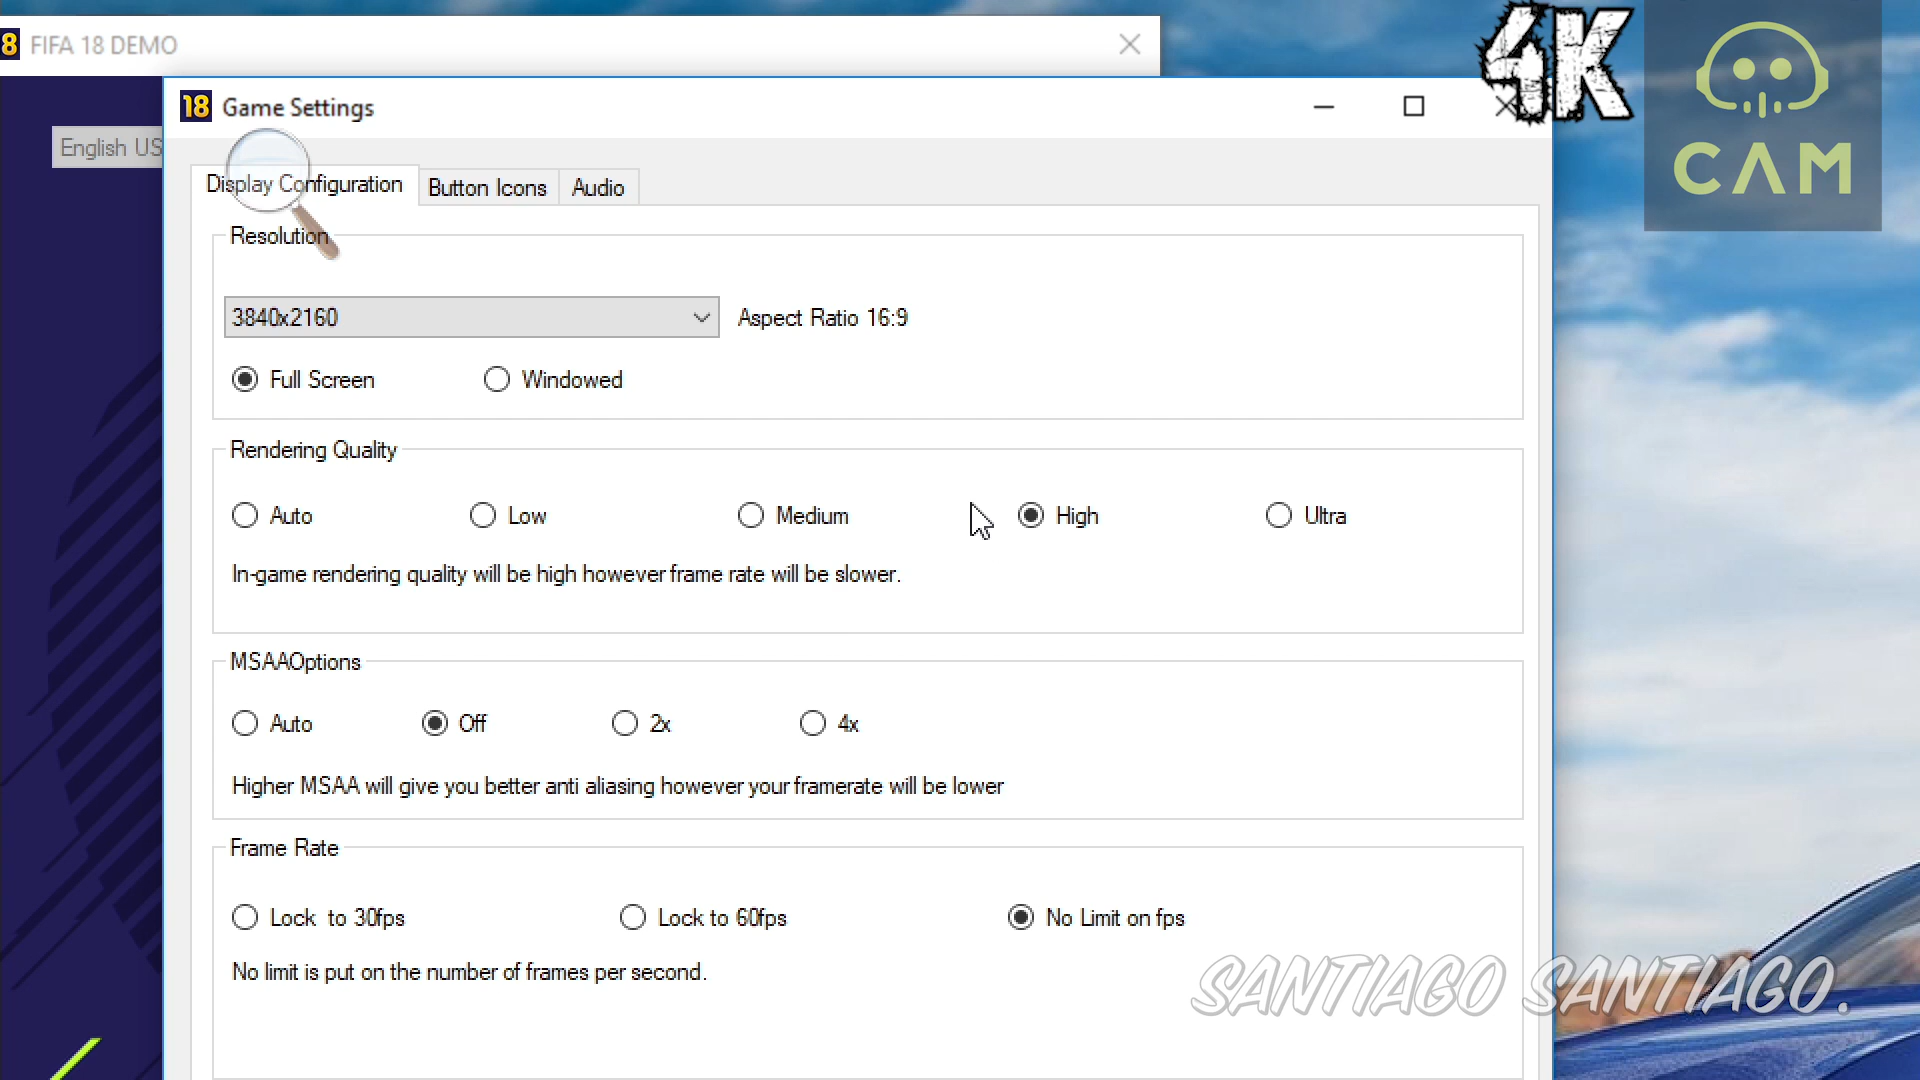 8 FIFA 18 DEMO
4K
CAM
18 Game Settings
English US
Display Configuration
Button Icons
Audio
Resolution
3840x2160
Aspect Ratio 16:9
Full Screen
Windowed
Rendering Quality
Auto
Low
Medium
High
Ultra
In-game rendering quality will be high however frame rate will be slower.
MSAAOptions
Auto
Off
2x
4x
Higher MSAA will give you better anti aliasing however your framerate will be lower
Frame Rate
Lock to 30fps
Lock to 60fps
No Limit on fps
No limit is put on the number of frames per second.
SANTIAGO SANTIAGO.